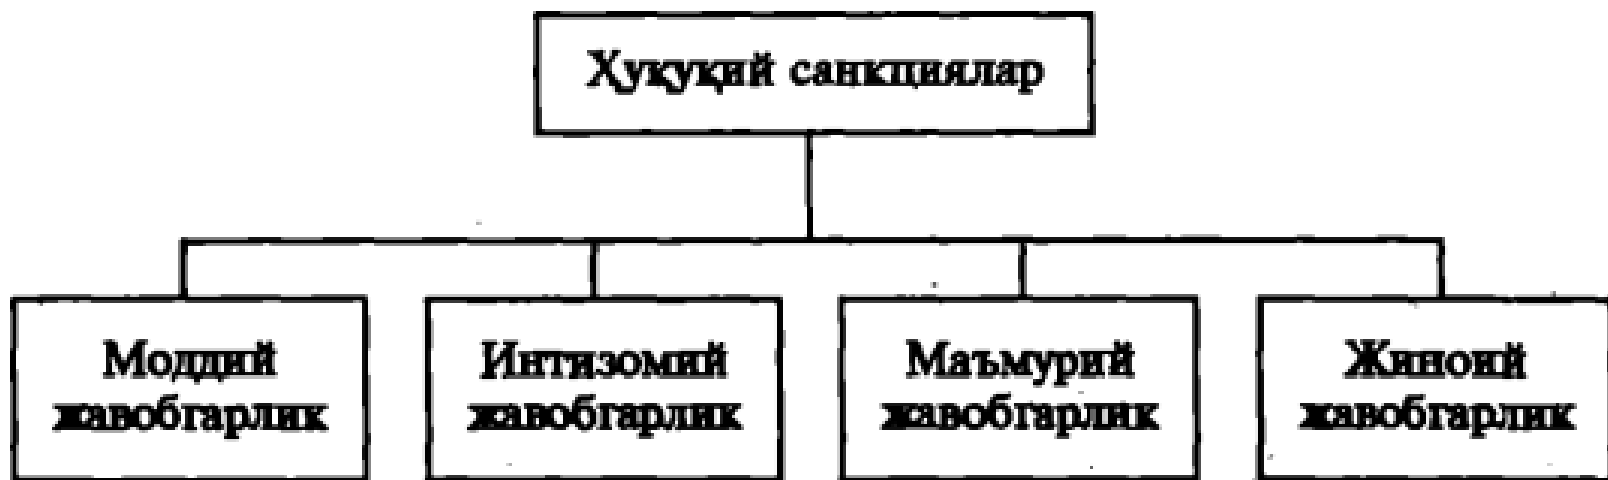 Ҳуқуқий санкциялар
Моддий
жавобгарлик
Интизомий
жавобгарлик
Маъмурий
жавобгарлик
Жиноий
жавобгарлик